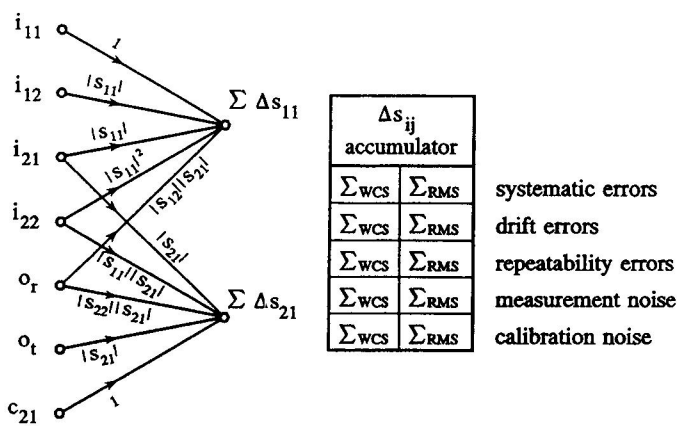 i₁₁
1
i₁₂
|s₁₁|
Σ Δs₁₁
i₂₁
|s₁₁|
|s₁₁|²
|s₁₂||s₂₁|
i₂₂
|s₂₁|
|s₁₁||s₂₁|
oᵣ
|s₂₂||s₂₁|
Σ Δs₂₁
oₜ
|s₂₁|
c₂₁
1
Δsᵢⱼ
accumulator
Σwcs ΣRMS systematic errors
Σwcs ΣRMS drift errors
Σwcs ΣRMS repeatability errors
Σwcs ΣRMS measurement noise
Σwcs ΣRMS calibration noise